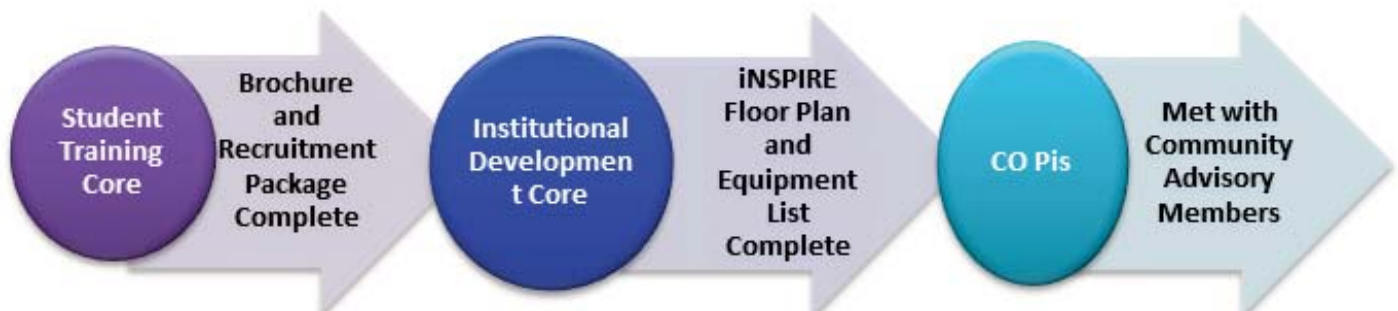 Student
Training
Core
Brochure
and
Recruitment
Package
Complete
Institutional
Developmen
t Core
iNSPIRE
Floor Plan
and
Equipment
List
Complete
CO Pis
Met with
Community
Advisory
Members